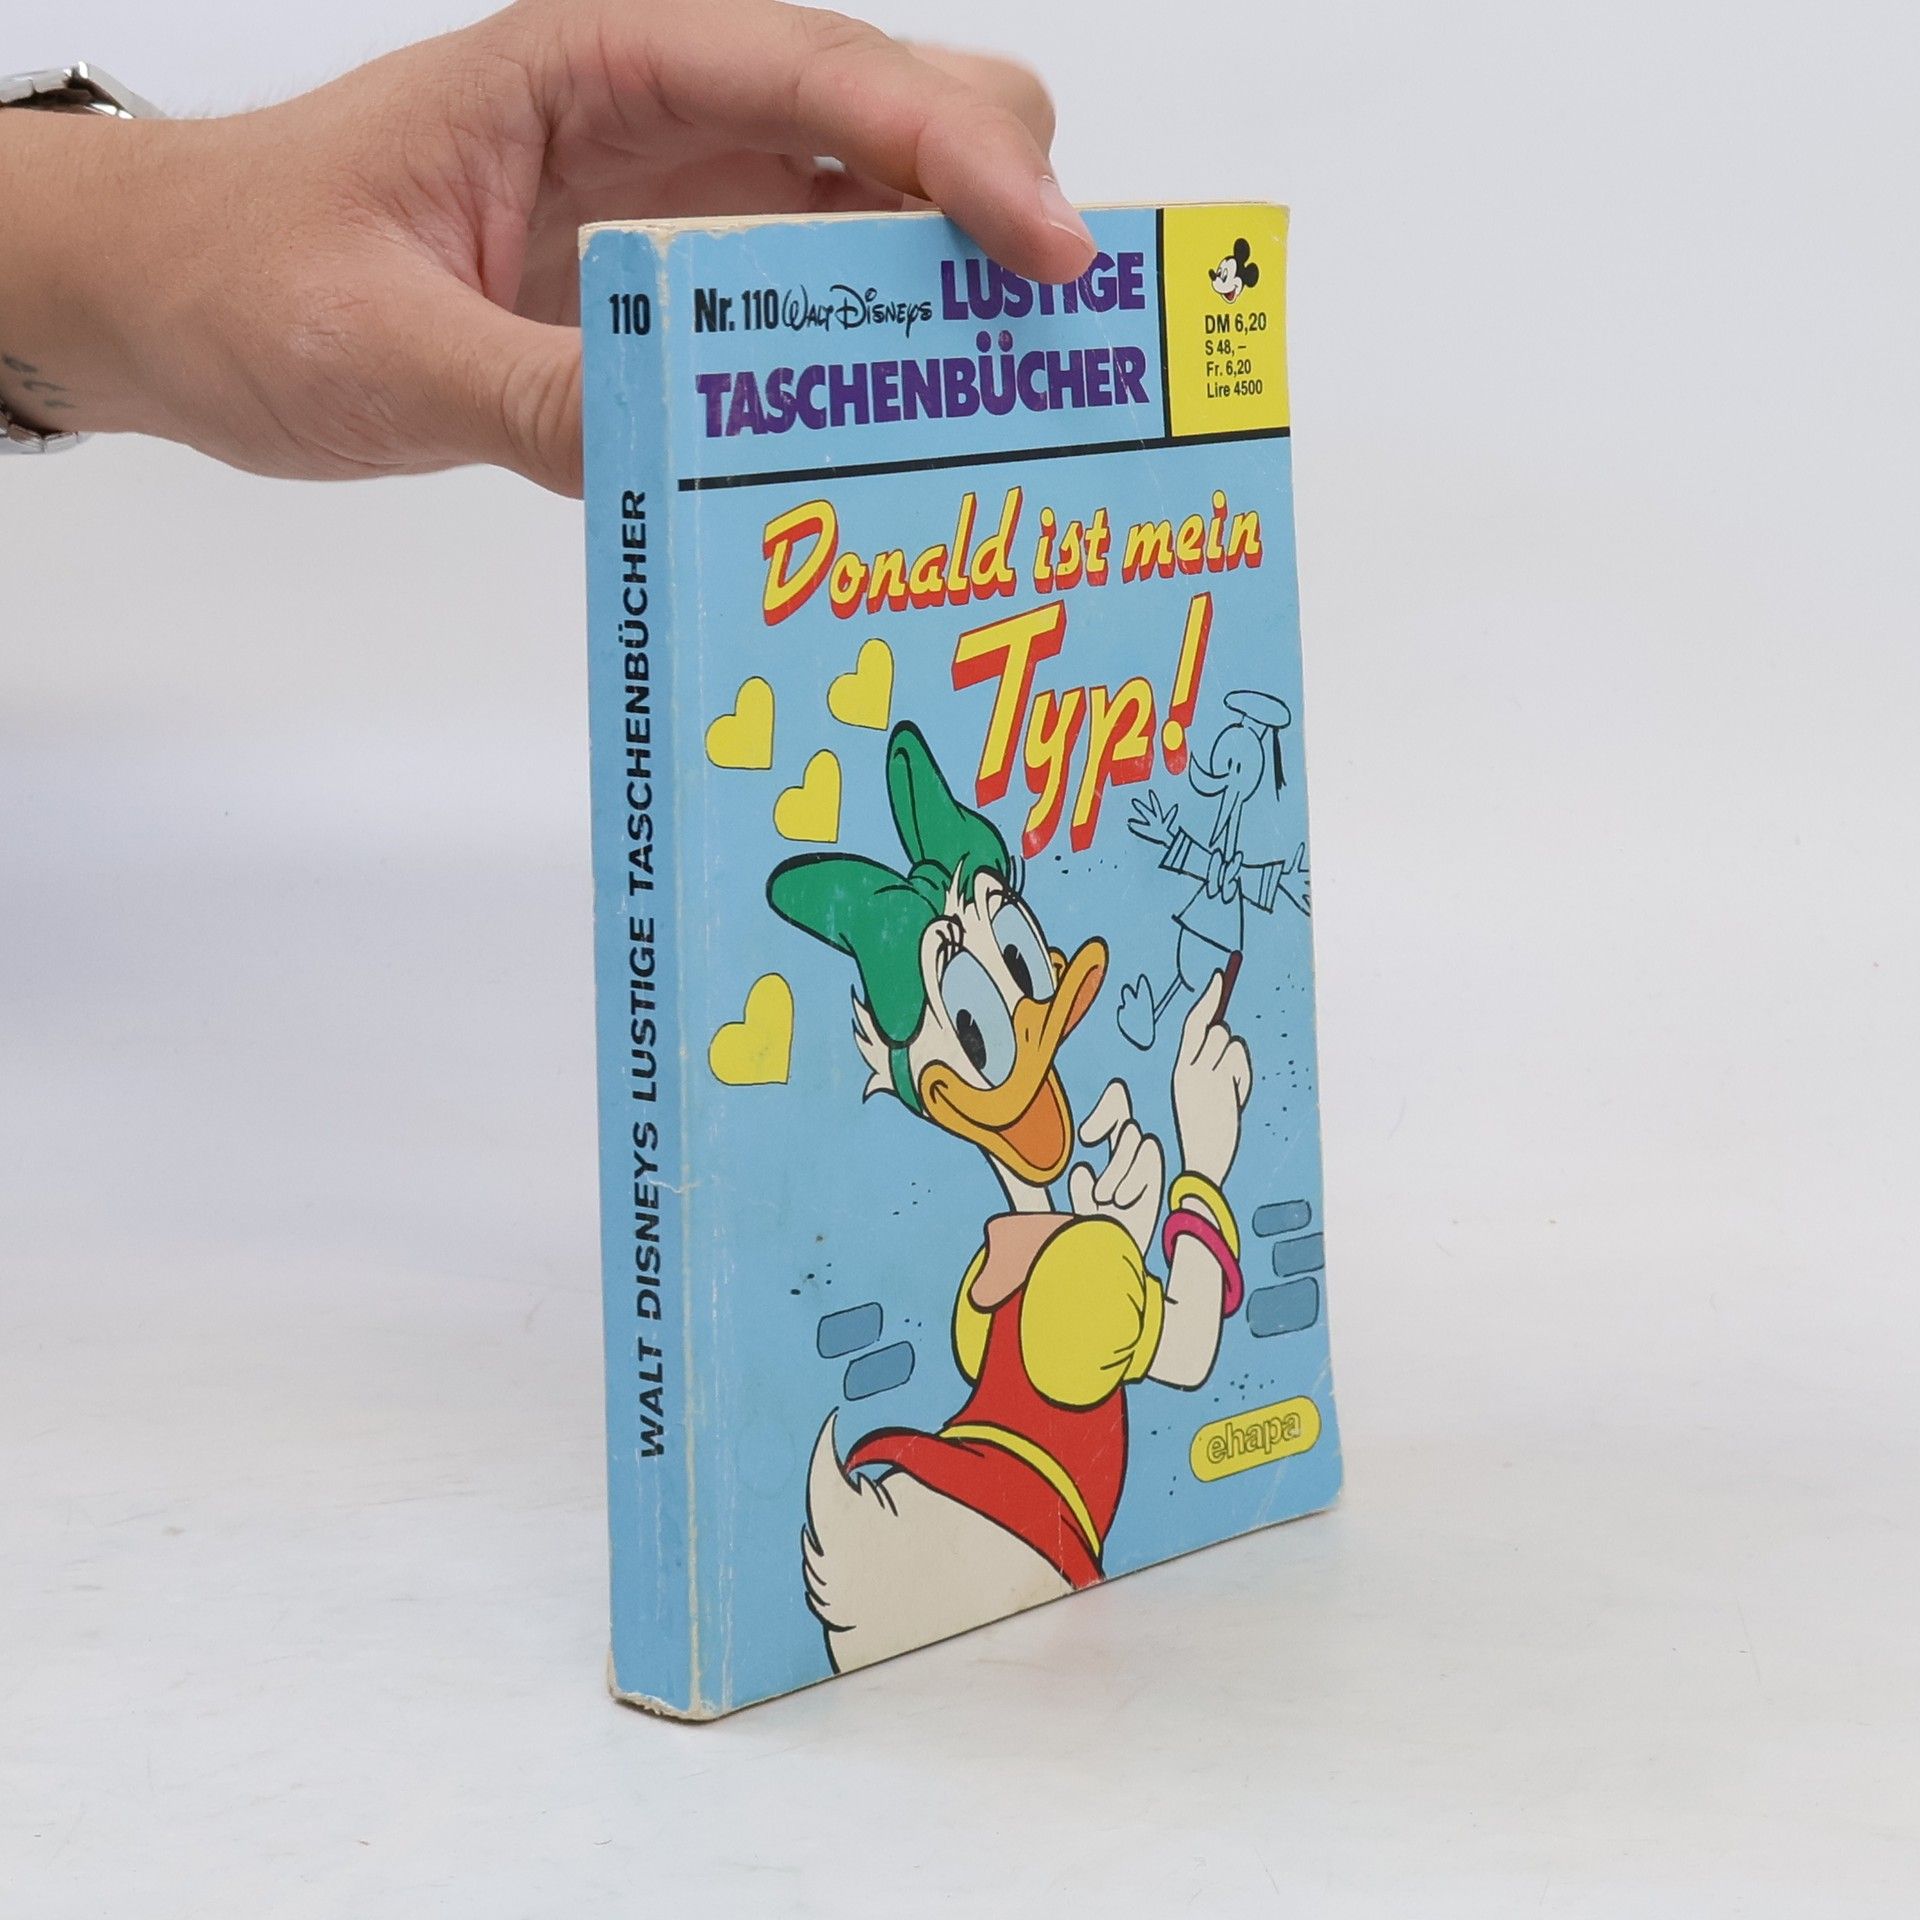 110
WALT DISNEYS LUSTIGE TASCHENBÜCHER
Nr. 110 Walt Disneys LUSTIGE
TASCHENBÜCHER
DM 6,20
S 48,–
Fr. 6,20
Lire 4500
Donald ist mein
Typ!
ehapa